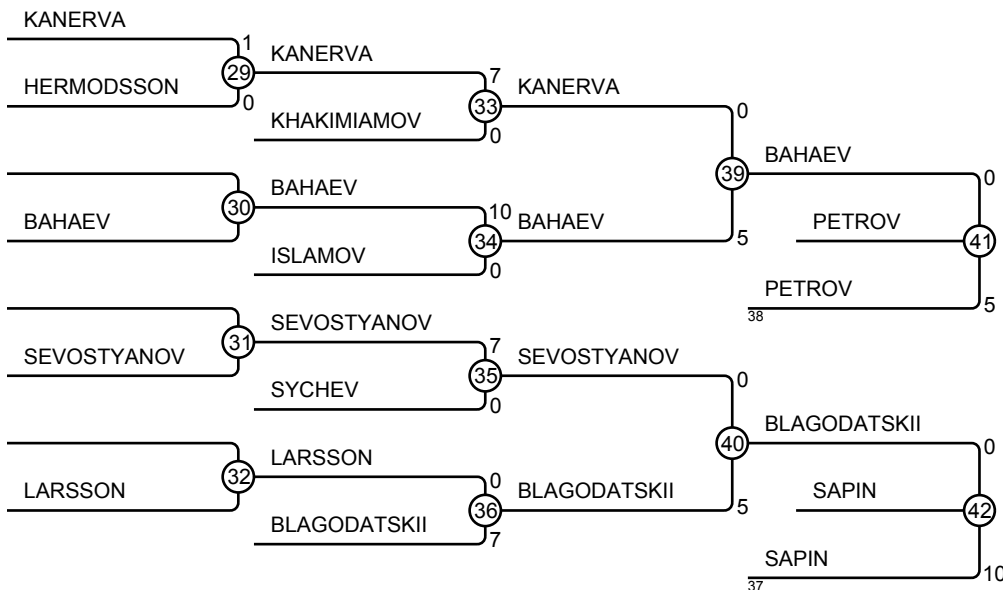 KANERVA
1
29
HERMODSSON
0
KANERVA
7
33
KHAKIMIAMOV
0
KANERVA
0
39
BAHAEV
30
BAHAEV
10
34
ISLAMOV
0
BAHAEV
5
BAHAEV
0
PETROV
41
PETROV
5
38
31
SEVOSTYANOV
SEVOSTYANOV
7
35
SYCHEV
0
SEVOSTYANOV
0
40
32
LARSSON
LARSSON
0
36
BLAGODATSKII
7
BLAGODATSKII
5
BLAGODATSKII
0
SAPIN
42
SAPIN
10
37